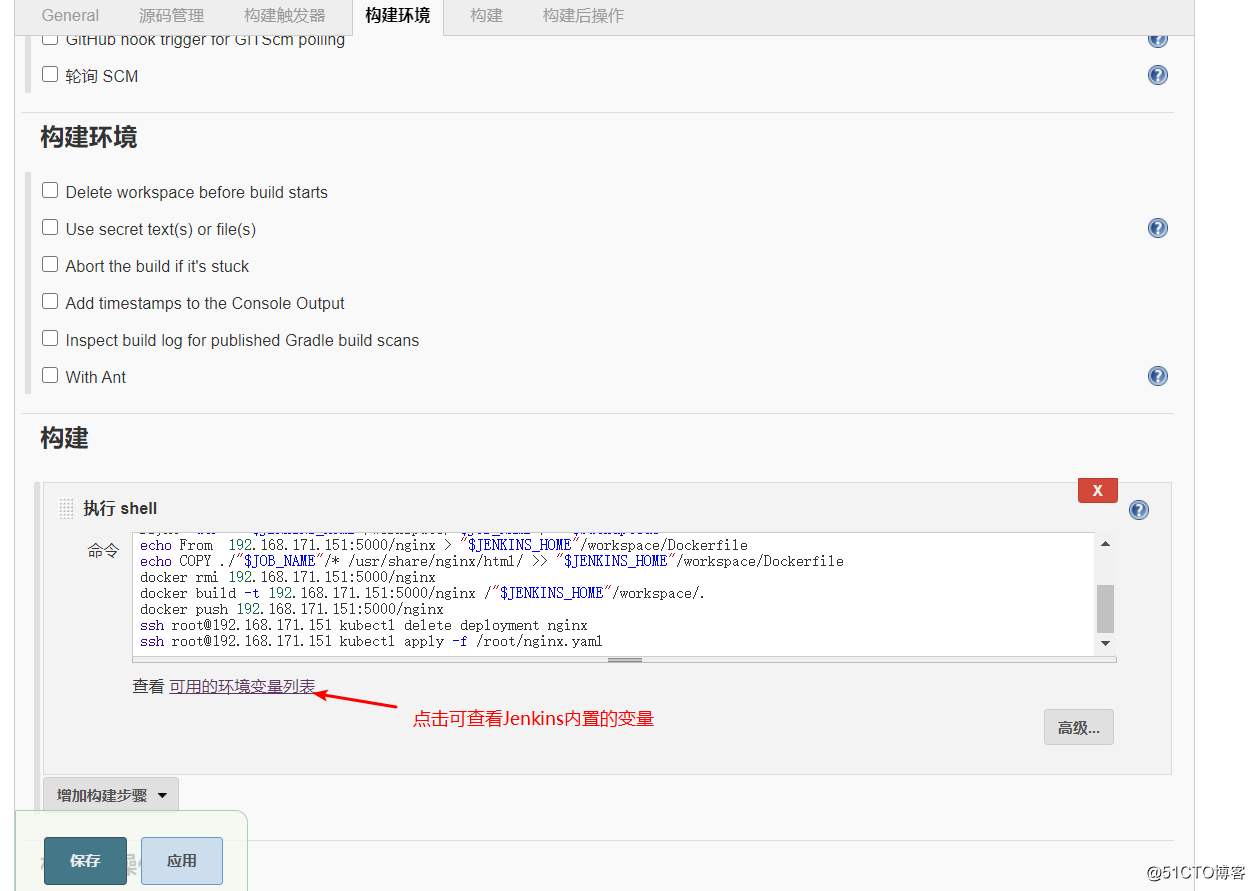 General 源码管理 构建触发器 构建环境 构建 构建后操作
GitHub hook trigger for GITScm polling
轮询 SCM
构建环境
Delete workspace before build starts
Use secret text(s) or file(s)
Abort the build if it's stuck
Add timestamps to the Console Output
Inspect build log for published Gradle build scans
With Ant
构建
X
执行 shell
命令
echo From  192.168.171.151:5000/nginx > "$JENKINS_HOME"/workspace/Dockerfile
echo COPY ./"$JOB_NAME"/* /usr/share/nginx/html/ >> "$JENKINS_HOME"/workspace/Dockerfile
docker rmi 192.168.171.151:5000/nginx
docker build -t 192.168.171.151:5000/nginx /"$JENKINS_HOME"/workspace/.
docker push 192.168.171.151:5000/nginx
ssh root@192.168.171.151 kubectl delete deployment nginx
ssh root@192.168.171.151 kubectl apply -f /root/nginx.yaml
查看 可用的环境变量列表
点击可查看Jenkins内置的变量
高级...
增加构建步骤
保存 应用
@51CTO博客